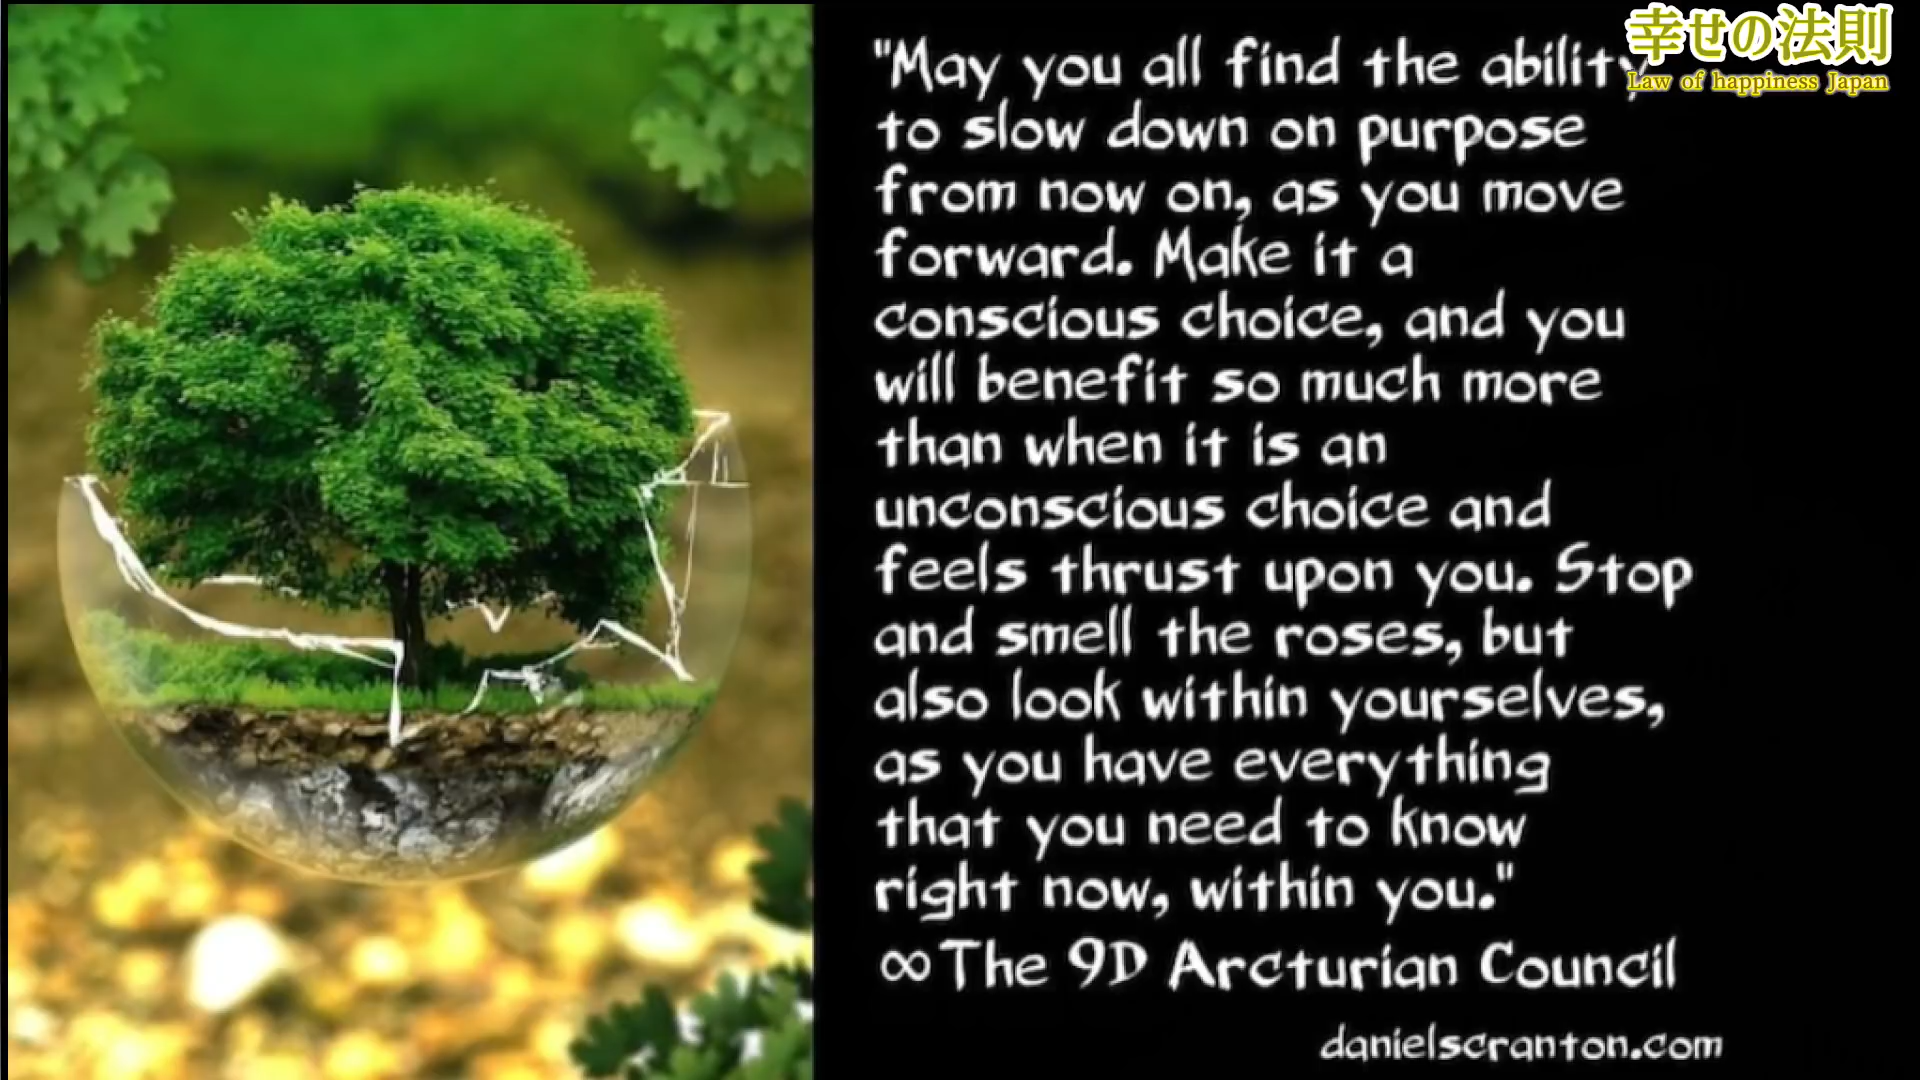 幸せの法則
Law of happiness Japan
"May you all find the ability
to slow down on purpose
from now on, as you move
forward. Make it a
conscious choice, and you
will benefit so much more
than when it is an
unconscious choice and
feels thrust upon you. Stop
and smell the roses, but
also look within yourselves,
as you have everything
that you need to know
right now, within you."
∞The 9D Arcturian Council
danielscranton.com